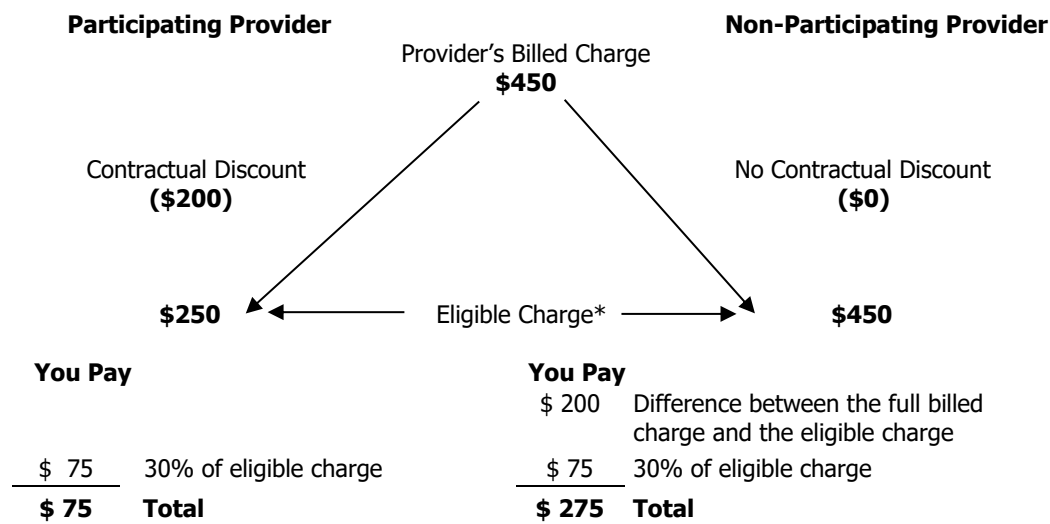 Participating Provider
Non-Participating Provider
Provider's Billed Charge
$450
Contractual Discount
($200)
No Contractual Discount
($0)
$250
Eligible Charge*
$450
You Pay
$ 75 30% of eligible charge
$ 75 Total
You Pay
$ 200 Difference between the full billed
charge and the eligible charge
$ 75 30% of eligible charge
$ 275 Total